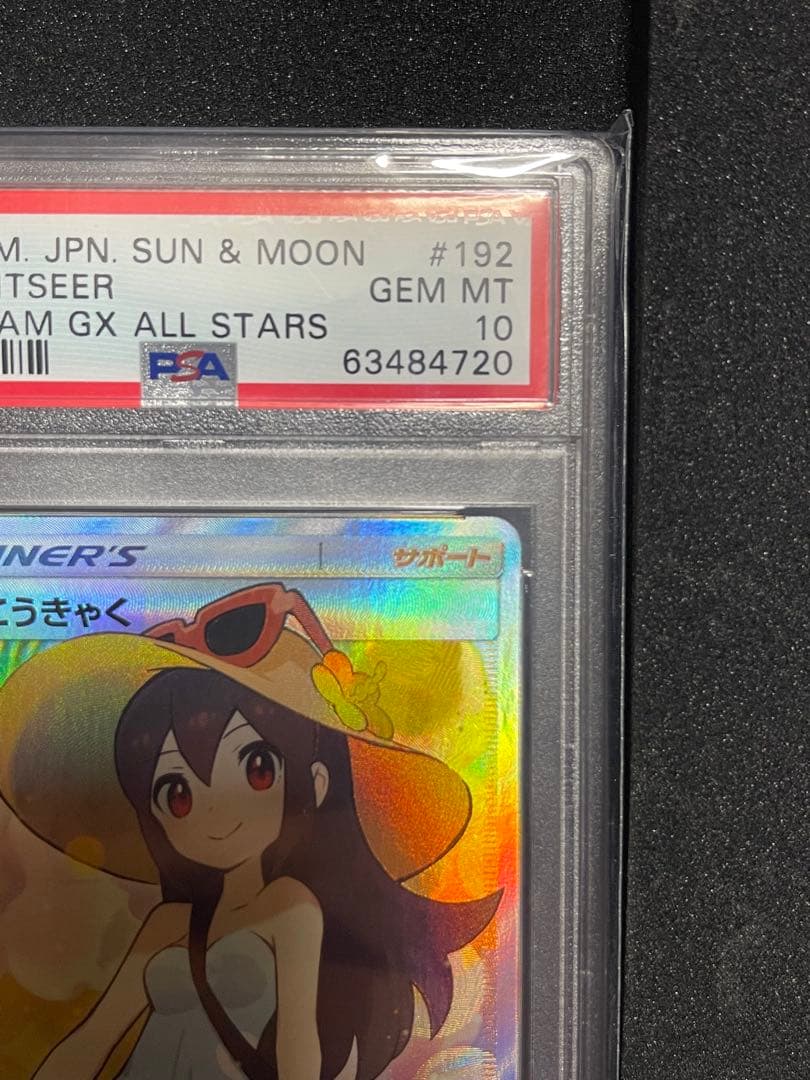 M. JPN. SUN & MOON #192
TSEER GEM MT
AM GX ALL STARS 10
PSA 63484720
NER'S サポート
こうきゃく